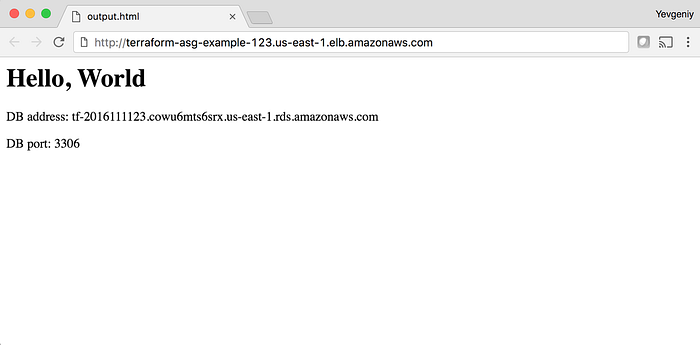 output.html
Yevgeniy
http://terraform-asg-example-123.us-east-1.elb.amazonaws.com
Hello, World
DB address: tf-2016111123.cowu6mts6srx.us-east-1.rds.amazonaws.com
DB port: 3306